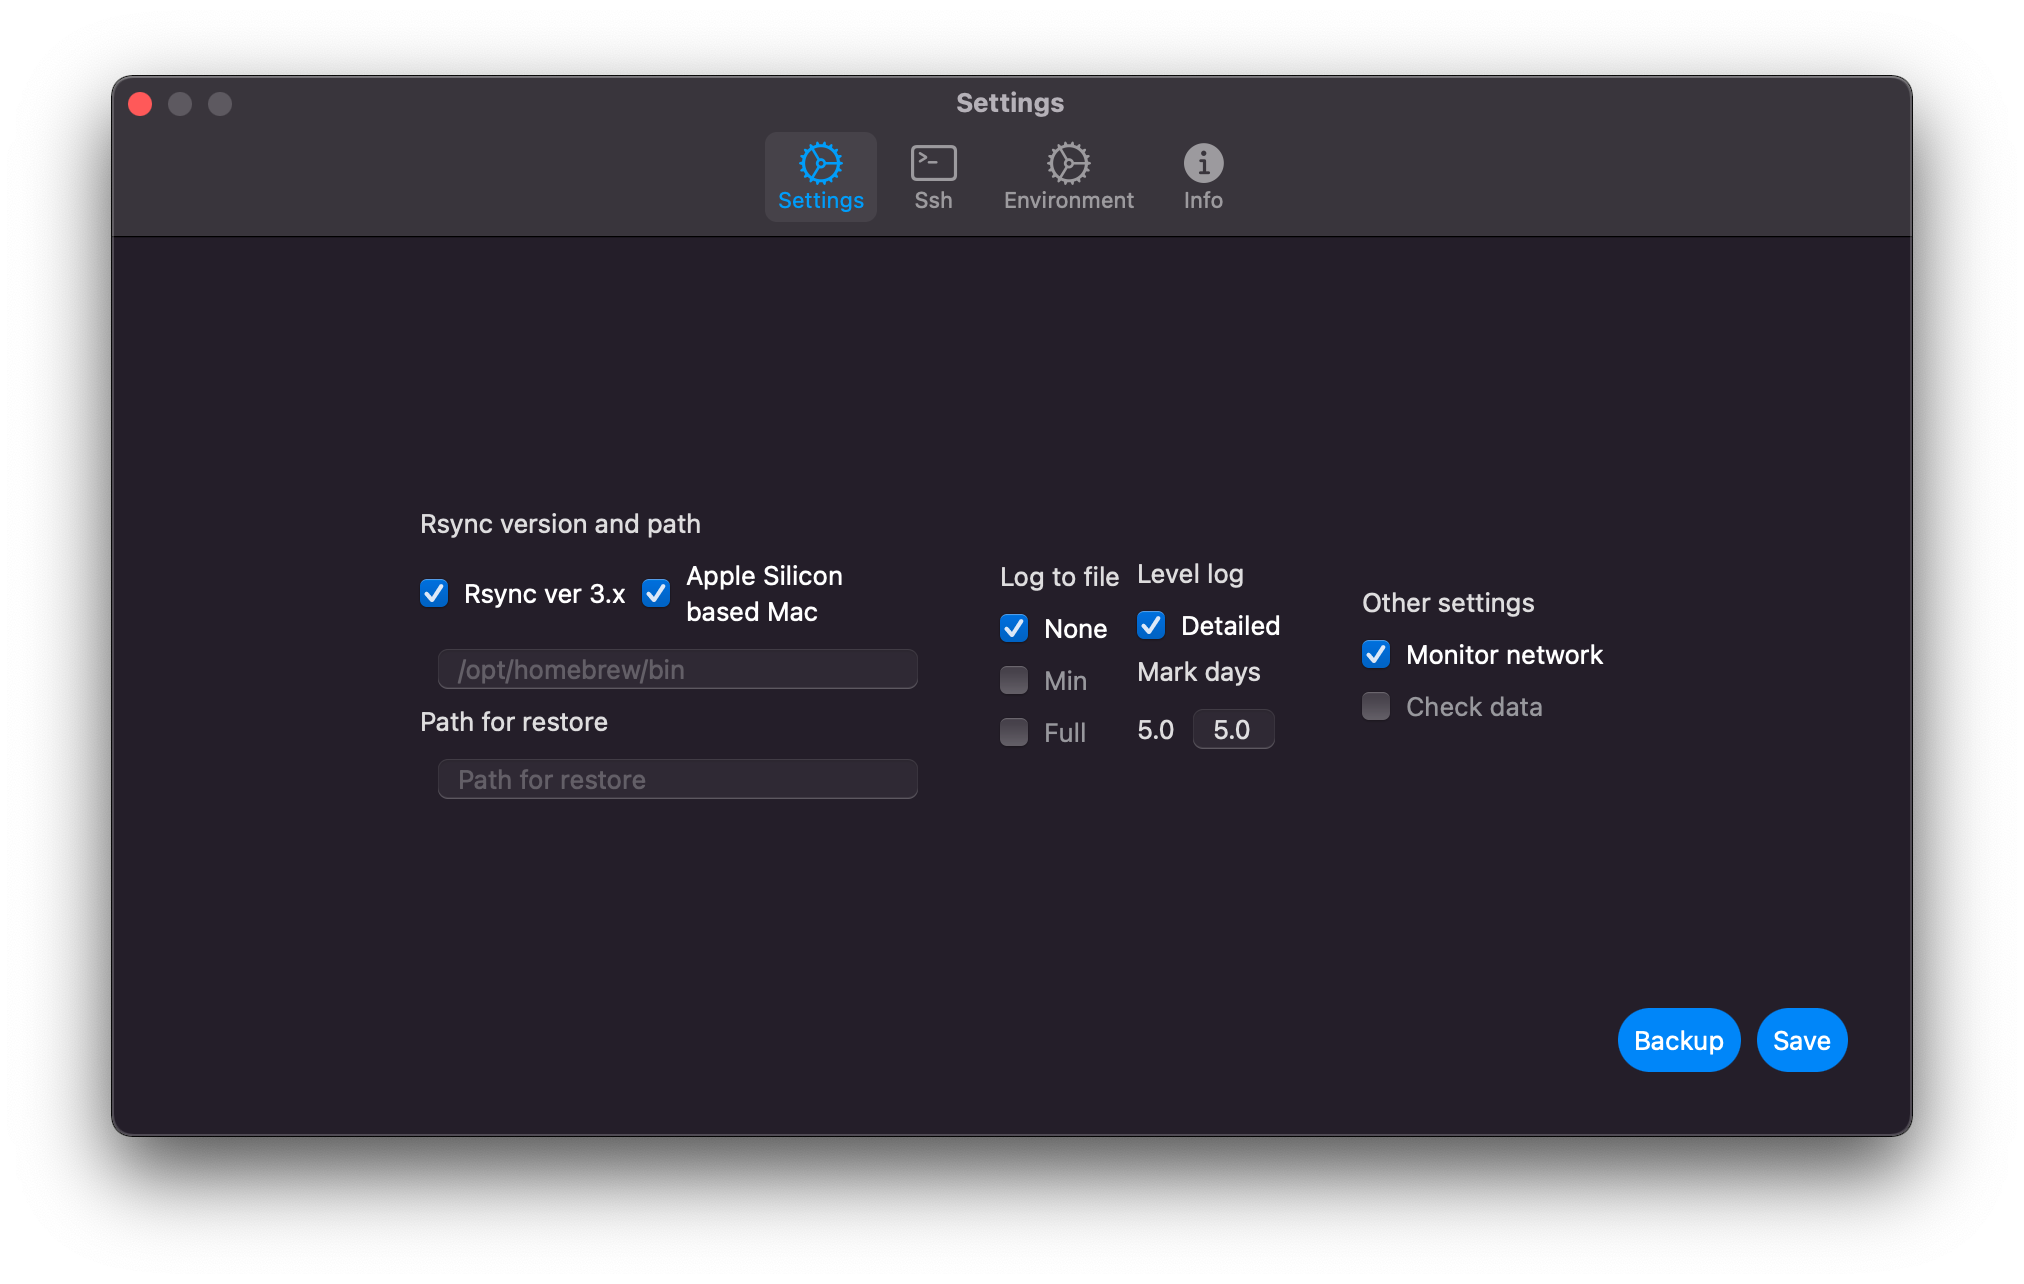 Settings
Settings
Ssh
Environment
Info
Rsync version and path
Rsync ver 3.x
Apple Silicon
based Mac
/opt/homebrew/bin
Path for restore
Path for restore
Log to file
None
Min
Full
Level log
Detailed
Mark days
5.0 5.0
Other settings
Monitor network
Check data
Backup
Save